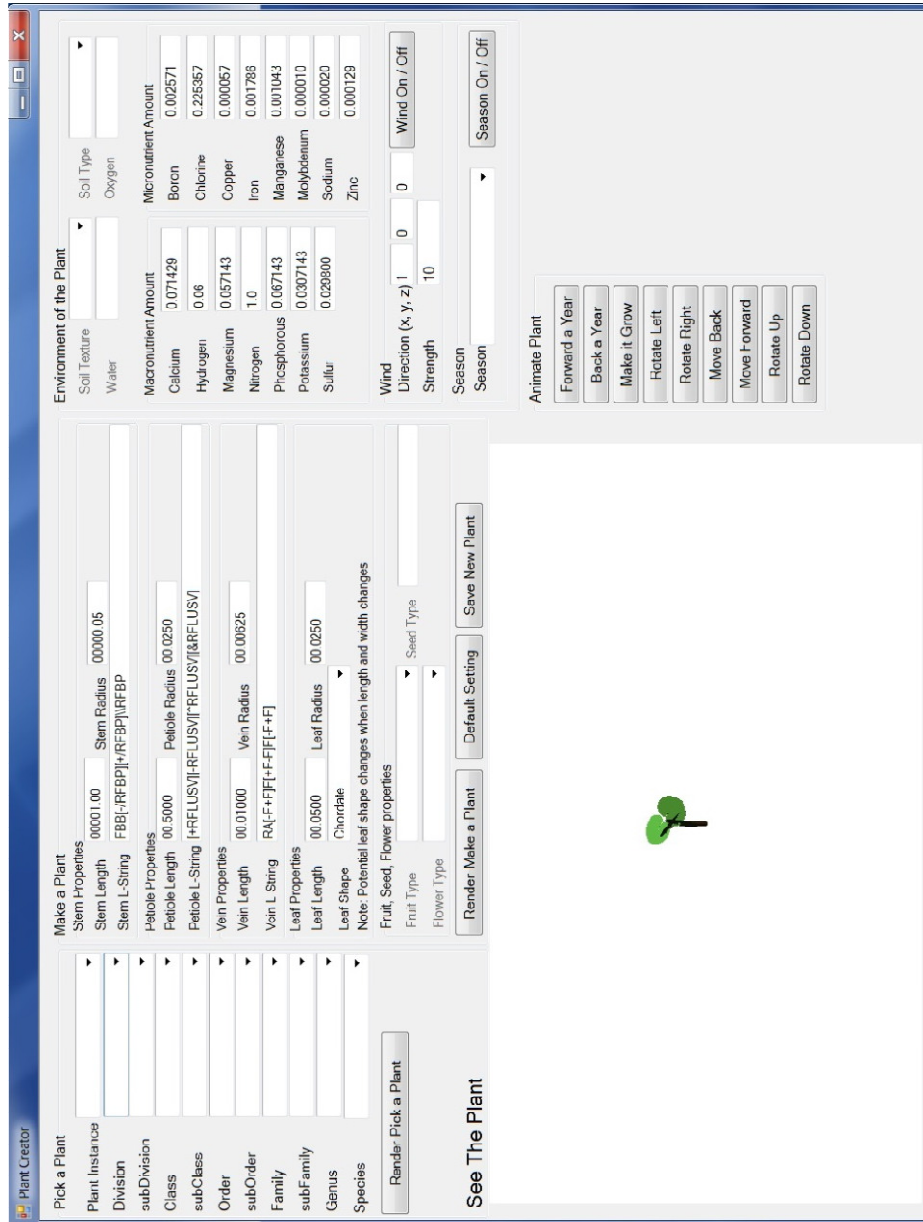 Plant Creator
Pick a Plant
Plant Instance
Division
subDivision
Class
subClass
Order
subOrder
Family
subFamily
Genus
Species
Render Pick a Plant
Make a Plant
Stem Properties
Stem Length 00001.00 Stem Radius 00000.05
Stem L-String FBB[-/RFBP][+/RFBP]\\RFBP
Petiole Properties
Petiole Length 00.5000 Petiole Radius 00.0250
Petiole L-String [+RFLUSV][-RFLUSV][^RFLUSV][&RFLUSV]
Vein Properties
Vein Length 00.01000 Vein Radius 00.00625
Vein L String RA[-F+F]F[+F-F]F[-F+F]
Leaf Properties
Leaf Length 00.0500 Leaf Radius 00.0250
Leaf Shape Chordate
Note: Potential leaf shape changes when length and width changes
Fruit, Seed, Flower properties
Fruit Type Seed Type
Flower Type
Render Make a Plant Default Setting Save New Plant
Environment of the Plant
Soil Texture Soil Type
Water Oxygen
Macronutrient Amount
Calcium 0.071429
Hydrogen 0.06
Magnesium 0.057143
Nitrogen 1.0
Phosphorous 0.067143
Potassium 0.0307143
Sulfur 0.020800
Micronutrient Amount
Boron 0.002571
Chlorine 0.225357
Copper 0.000057
Iron 0.001786
Manganese 0.001043
Molybdenum 0.000010
Sodium 0.000020
Zinc 0.000129
Wind
Direction (x, y, z) 1 0 0 Wind On / Off
Strength 10
Season
Season Season On / Off
See The Plant
Animate Plant
Forward a Year
Back a Year
Make it Grow
Rotate Left
Rotate Right
Move Back
Move Forward
Rotate Up
Rotate Down